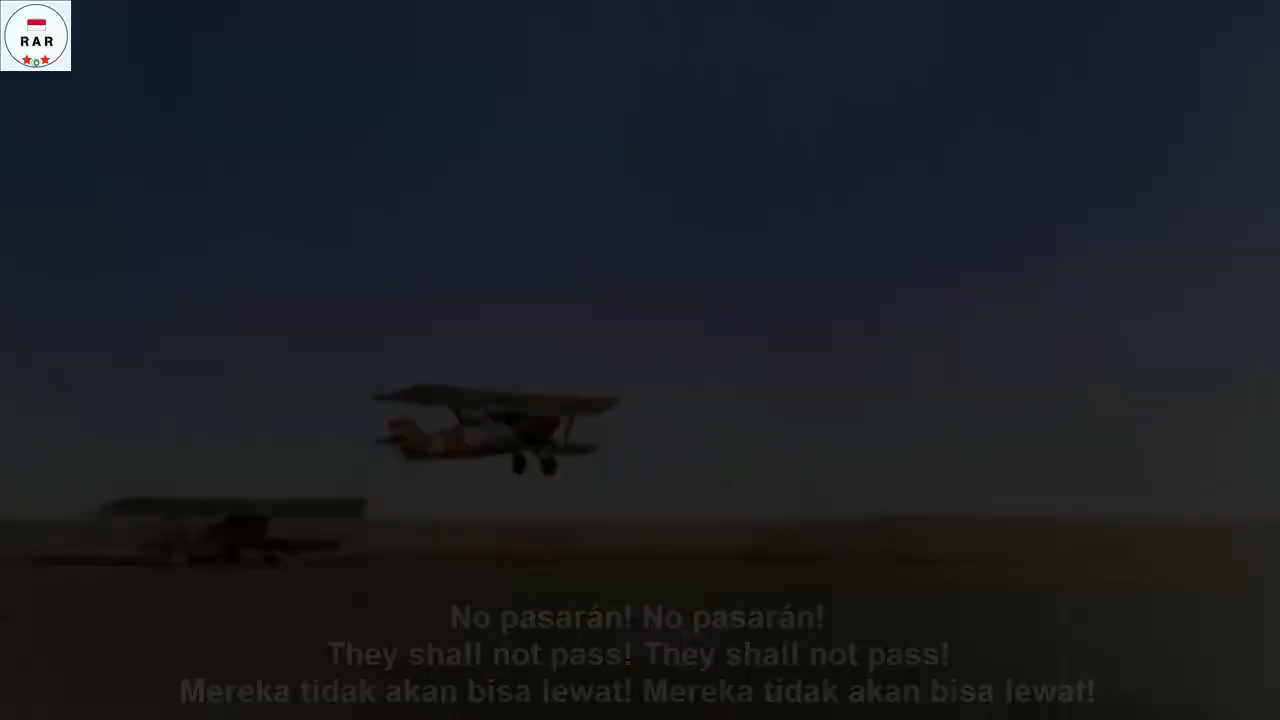 RAR
No pasarán! No pasarán!
They shall not pass! They shall not pass!
Mereka tidak akan bisa lewat! Mereka tidak akan bisa lewat!